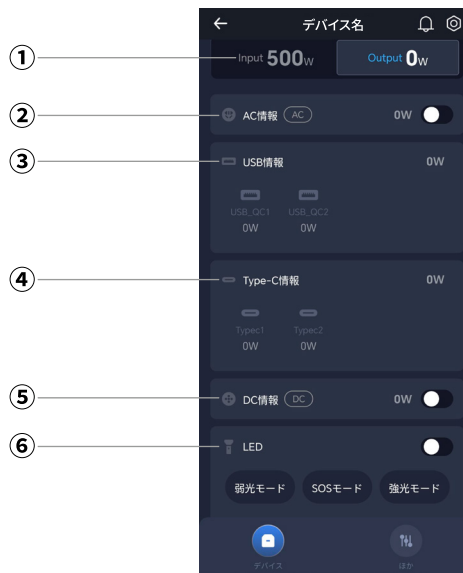 デバイス名
① Input 500w Output 0w
② AC情報 AC 0W
③ USB情報 0W
USB_QC1 USB_QC2
0W 0W
④ Type-C情報 0W
Typec1 Typec2
0W 0W
⑤ DC情報 DC 0W
⑥ LED
弱光モード SOSモード 強光モード
デバイス ほか